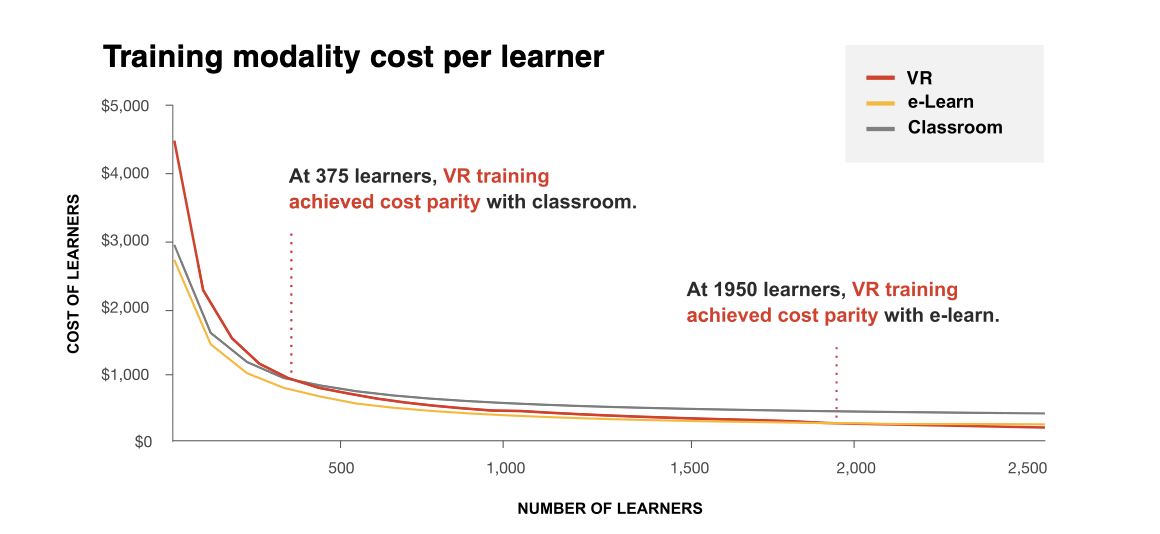 Training modality cost per learner
VR
e-Learn
Classroom
$5,000
$4,000
$3,000
$2,000
$1,000
$0
COST OF LEARNERS
At 375 learners, VR training
achieved cost parity with classroom.
At 1950 learners, VR training
achieved cost parity with e-learn.
500
1,000
1,500
2,000
2,500
NUMBER OF LEARNERS